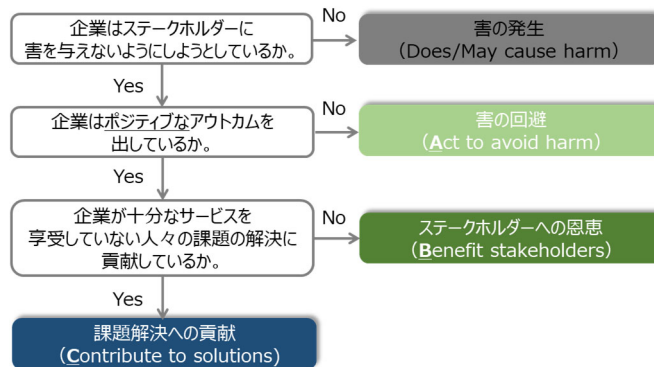 企業はステークホルダーに
害を与えないようにしようとしているか。
No
害の発生
(Does/May cause harm)
Yes
企業はポジティブなアウトカムを
出しているか。
No
害の回避
(Act to avoid harm)
Yes
企業が十分なサービスを
享受していない人々の課題の解決に
貢献しているか。
No
ステークホルダーへの恩恵
(Benefit stakeholders)
Yes
課題解決への貢献
(Contribute to solutions)